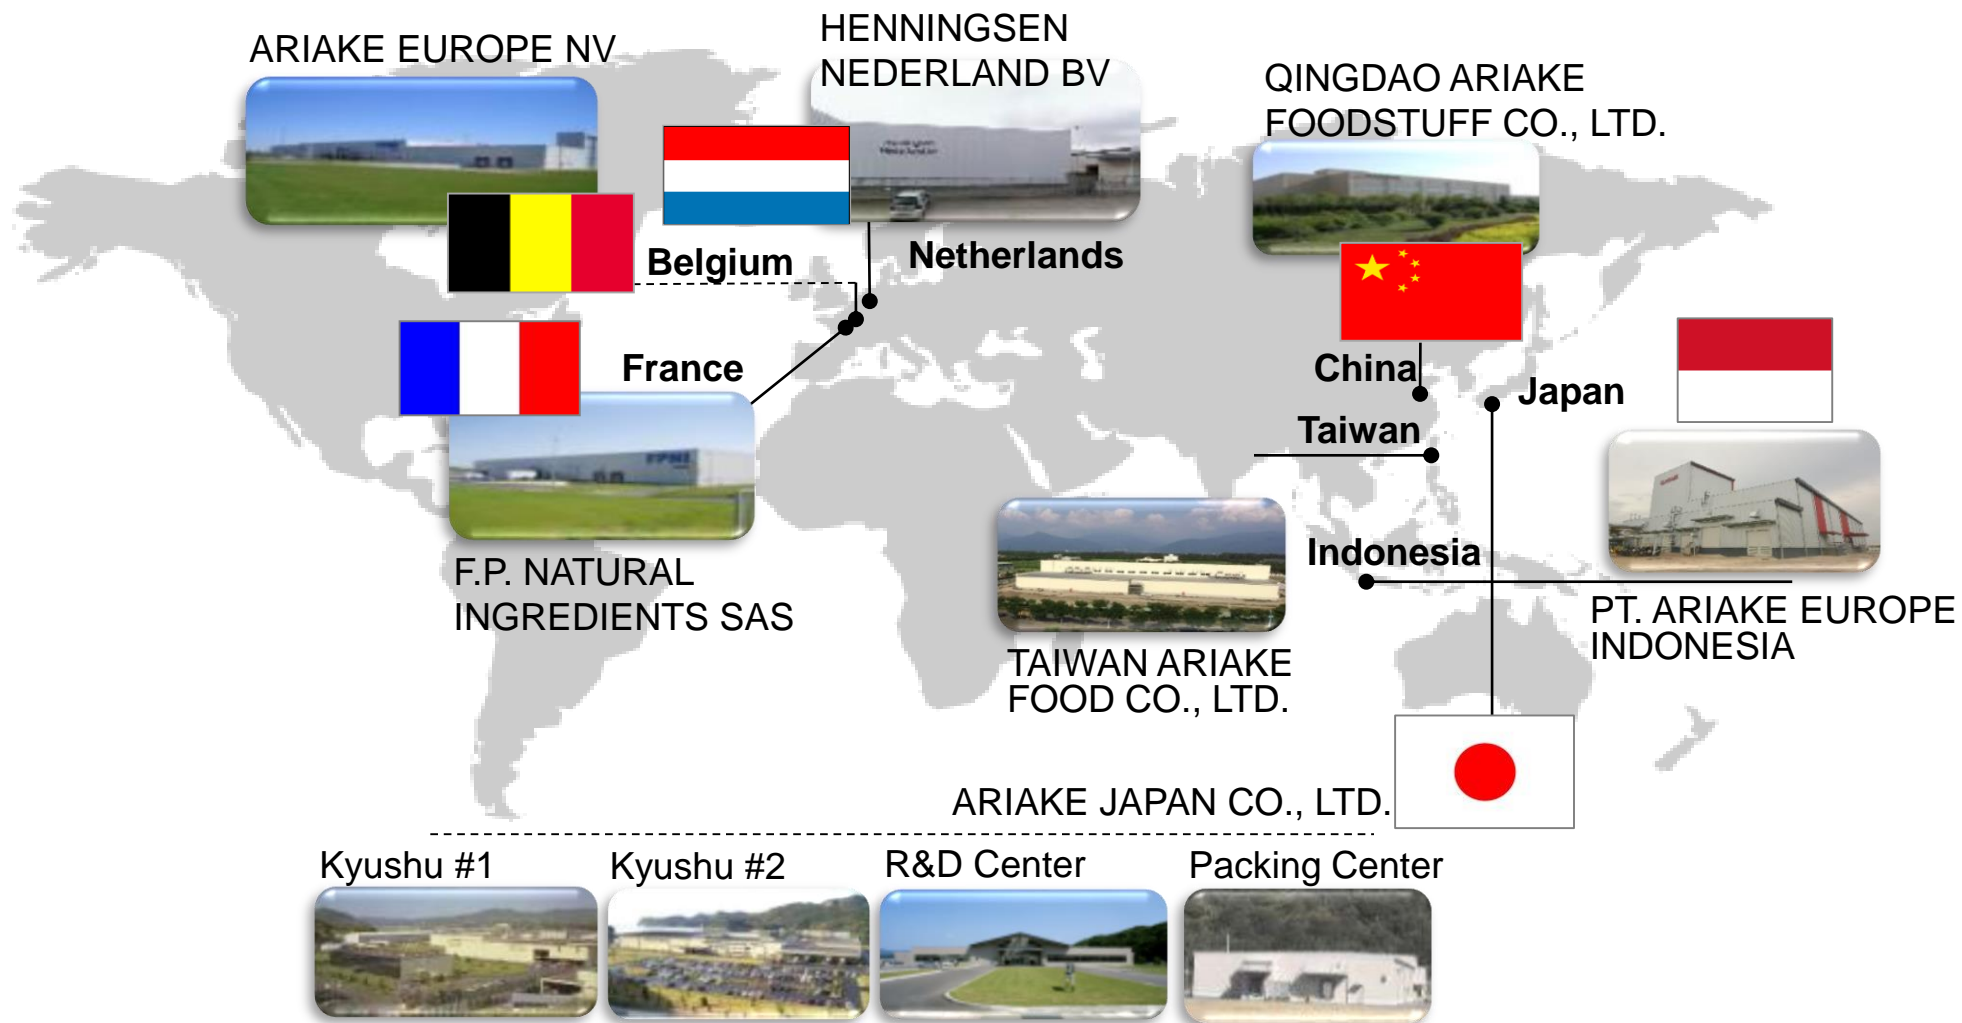 ARIAKE EUROPE NV
HENNINGSEN
NEDERLAND BV
QINGDAO ARIAKE
FOODSTUFF CO., LTD.
Belgium
Netherlands
France
China
Japan
Taiwan
Indonesia
FPNI
F.P. NATURAL
INGREDIENTS SAS
TAIWAN ARIAKE
FOOD CO., LTD.
PT. ARIAKE EUROPE
INDONESIA
ARIAKE JAPAN CO., LTD.
Kyushu #1
Kyushu #2
R&D Center
Packing Center